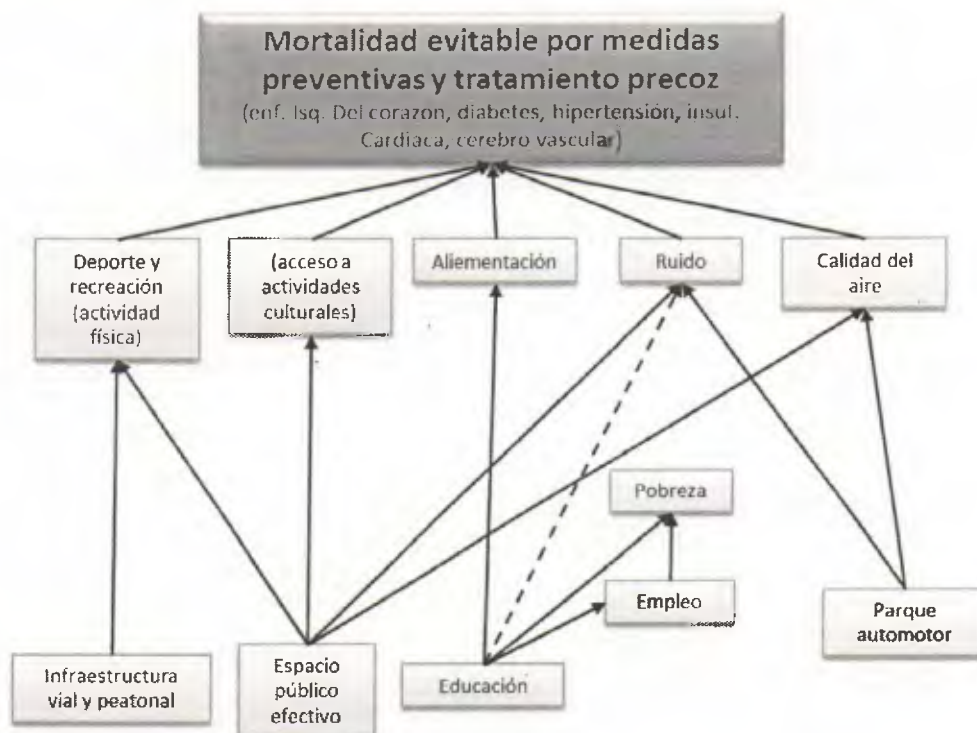 Mortalidad evitable por medidas
preventivas y tratamiento precoz
(enf. Isq. Del corazon, diabetes, hipertensión, insuf.
Cardiaca, cerebro vascular)
Deporte y
recreación
(actividad
física)
(acceso a
actividades
culturales)
Aliementación
Ruido
Calidad del
aire
Pobreza
Empleo
Parque
automotor
Infraestructura
vial y peatonal
Espacio
público
efectivo
Educación